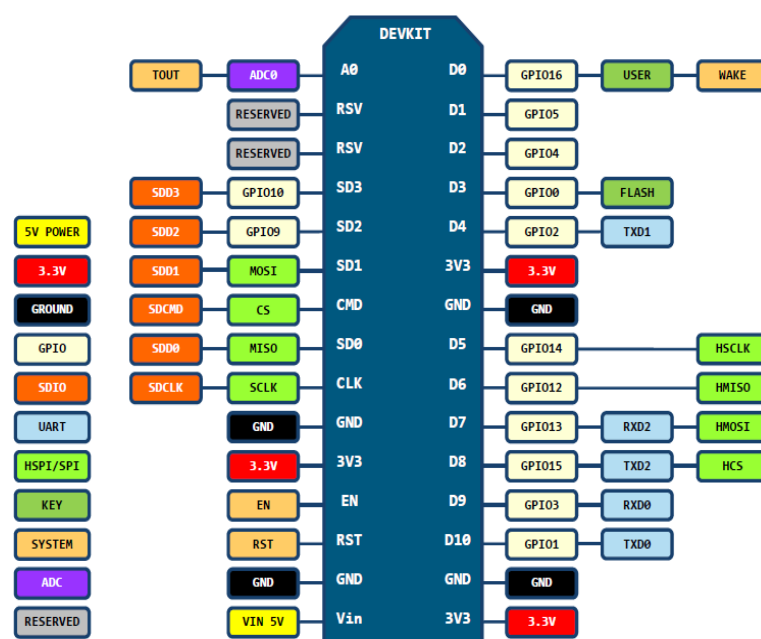 DEVKIT
TOUT ADC0 A0 D0 GPIO16 USER WAKE
RESERVED RSV D1 GPIO5
RESERVED RSV D2 GPIO4
SDD3 GPIO10 SD3 D3 GPIO0 FLASH
5V POWER SDD2 GPIO9 SD2 D4 GPIO2 TXD1
3.3V SDD1 MOSI SD1 3V3 3.3V
GROUND SDCMD CS CMD GND GND
GPIO SDD0 MISO SD0 D5 GPIO14 HSCLK
SDIO SDCLK SCLK CLK D6 GPIO12 HMISO
UART GND GND D7 GPIO13 RXD2 HMOSI
HSPI/SPI 3.3V 3V3 D8 GPIO15 TXD2 HCS
KEY EN EN D9 GPIO3 RXD0
SYSTEM RST RST D10 GPIO1 TXD0
ADC GND GND GND GND
RESERVED VIN 5V Vin 3V3 3.3V